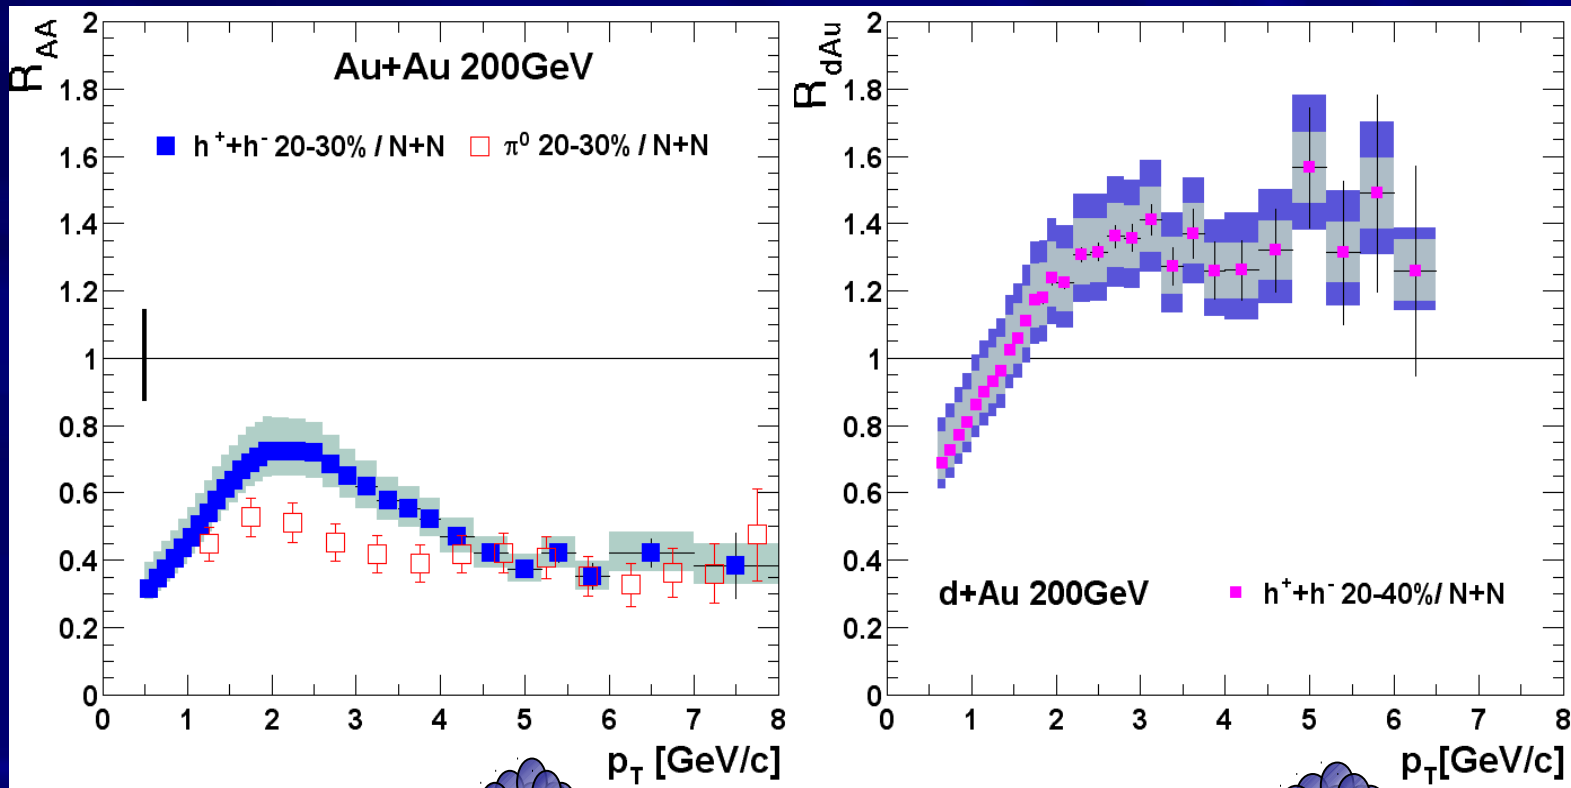 R_AA
2
1.8
1.6
1.4
1.2
1
0.8
0.6
0.4
0.2
0
Au+Au 200GeV
h⁺+h⁻ 20-30% / N+N
π⁰ 20-30% / N+N
0 1 2 3 4 5 6 7 8
p_T [GeV/c]
R_dAu
2
1.8
1.6
1.4
1.2
1
0.8
0.6
0.4
0.2
0
d+Au 200GeV
h⁺+h⁻ 20-40%/ N+N
0 1 2 3 4 5 6 7 8
p_T[GeV/c]